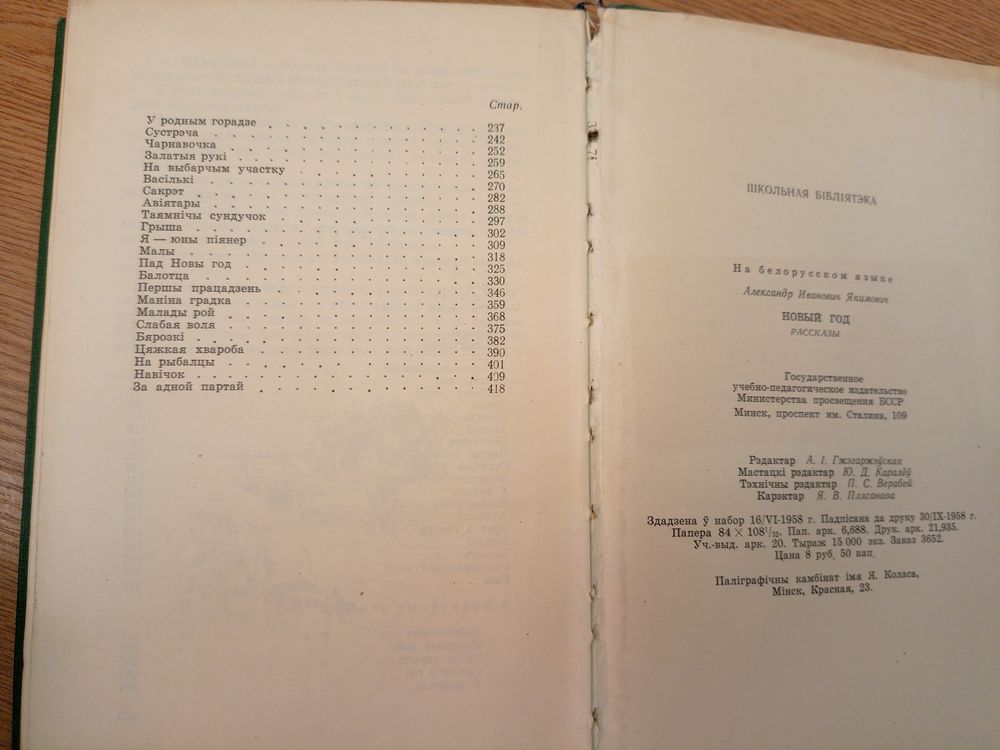 Стар.
У родным горадзе 237
Сустрэча 242
Чарнавочка 252
Залатыя рукі 259
На выбарчым участку 265
Васількі 270
Сакрэт 282
Авіятары 288
Таямнічы сундучок 297
Грыша 302
Я — юны піянер 309
Малы 318
Пад Новы год 325
Балотца 330
Першы працадзень 346
Маніна градка 359
Малады рой 368
Слабая воля 375
Бярозкі 382
Цяжкая хвароба 390
На рыбалцы 401
Навічок 409
За адной партай 418
ШКОЛЬНАЯ БІБЛІЯТЭКА
На белорусском языке
Александр Иванович Якимович
НОВЫЙ ГОД
РАССКАЗЫ
Государственное
учебно-педагогическое издательство
Министерства просвещения БССР
Минск, проспект им. Сталина, 109
Рэдактар А. І. Гжэгаржэўская
Мастацкі рэдактар Ю. Д. Каралёў
Тэхнічны рэдактар П. С. Верабей
Карэктар Я. В. Плясанава
Здадзена ў набор 16/VI-1958 г. Падпісана да друку 30/IX-1958 г.
Папера 84 × 108¹/₃₂. Пап. арк. 6,688. Друк. арк. 21,935.
Уч.-выд. арк. 20. Тыраж 15 000 экз. Заказ 3652.
Цана 8 руб. 50 кап.
Паліграфічны камбінат імя Я. Коласа,
Мінск, Красная, 23.